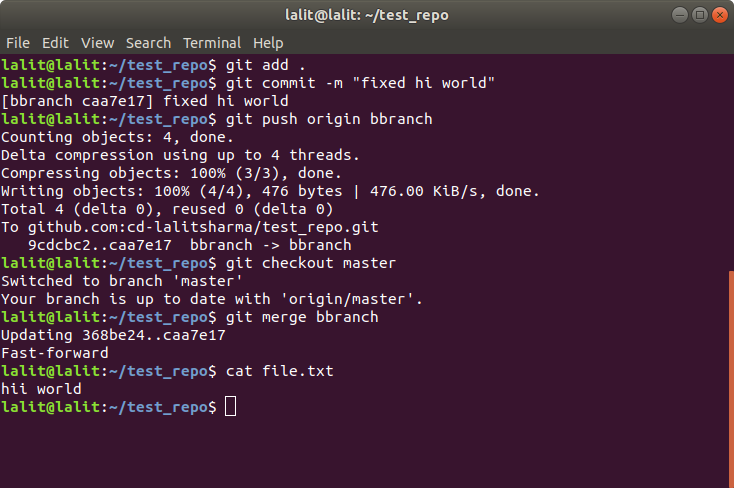 lalit@lalit: ~/test_repo
File Edit View Search Terminal Help
lalit@lalit:~/test_repo$ git add .
lalit@lalit:~/test_repo$ git commit -m "fixed hi world"
[bbranch caa7e17] fixed hi world
lalit@lalit:~/test_repo$ git push origin bbranch
Counting objects: 4, done.
Delta compression using up to 4 threads.
Compressing objects: 100% (3/3), done.
Writing objects: 100% (4/4), 476 bytes | 476.00 KiB/s, done.
Total 4 (delta 0), reused 0 (delta 0)
To github.com:cd-lalitsharma/test_repo.git
   9cdcbc2..caa7e17  bbranch -> bbranch
lalit@lalit:~/test_repo$ git checkout master
Switched to branch 'master'
Your branch is up to date with 'origin/master'.
lalit@lalit:~/test_repo$ git merge bbranch
Updating 368be24..caa7e17
Fast-forward
lalit@lalit:~/test_repo$ cat file.txt
hii world
lalit@lalit:~/test_repo$